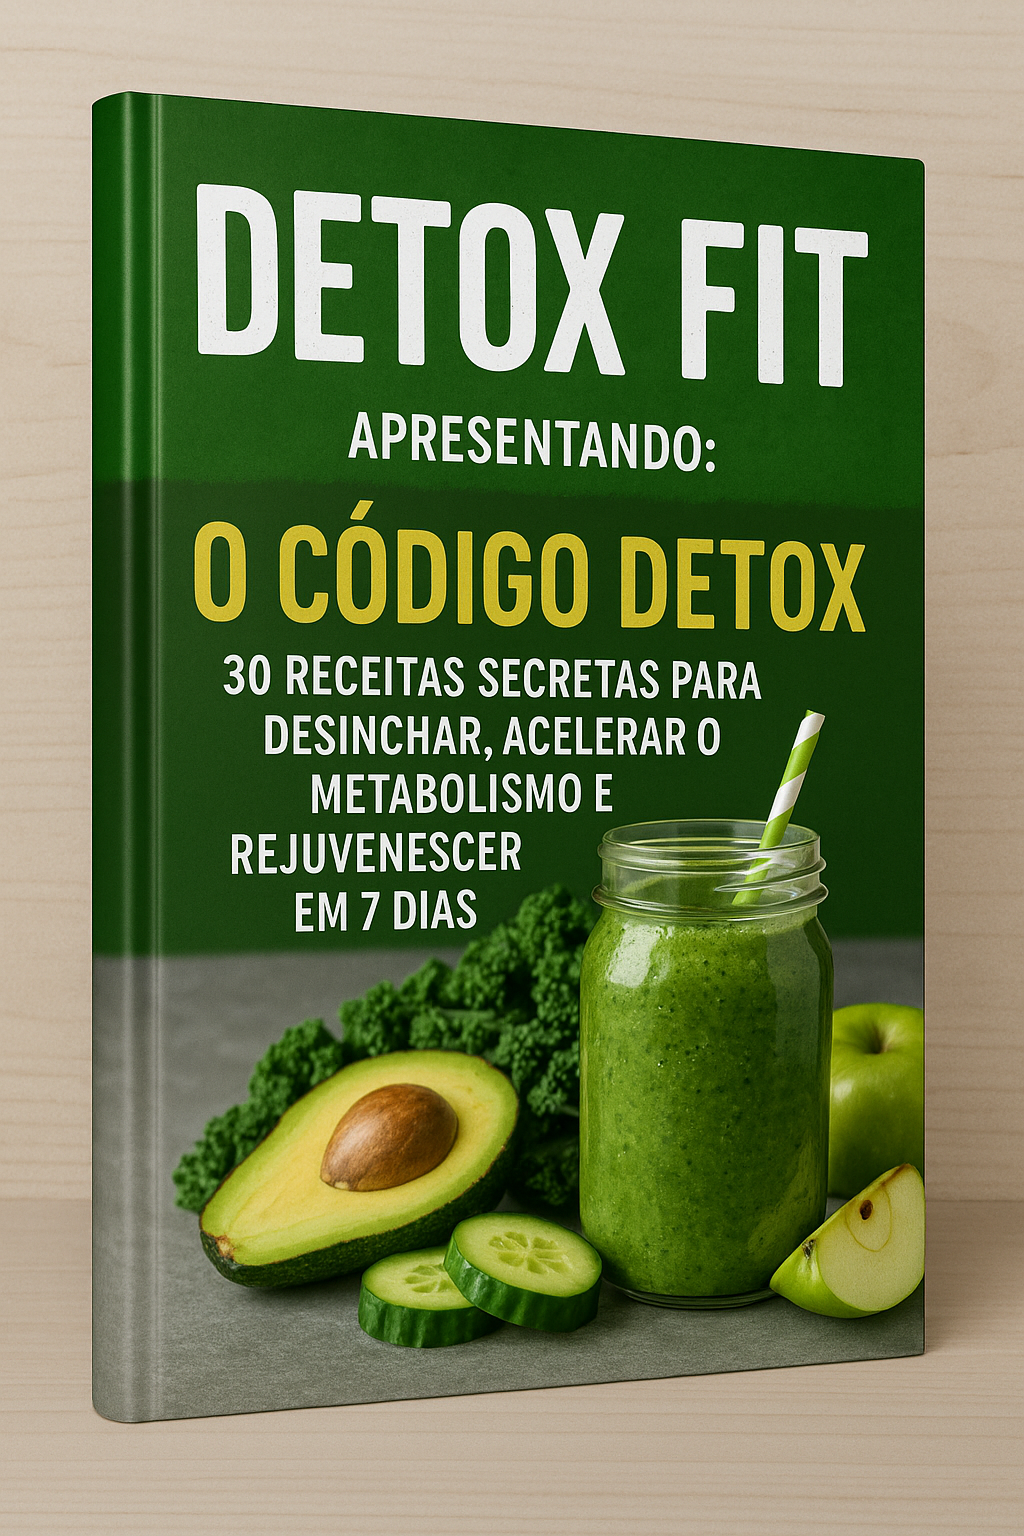 DETOX FIT
APRESENTANDO:
O CÓDIGO DETOX
30 RECEITAS SECRETAS PARA
DESINCHAR, ACELERAR O
METABOLISMO E
REJUVENESCER
EM 7 DIAS